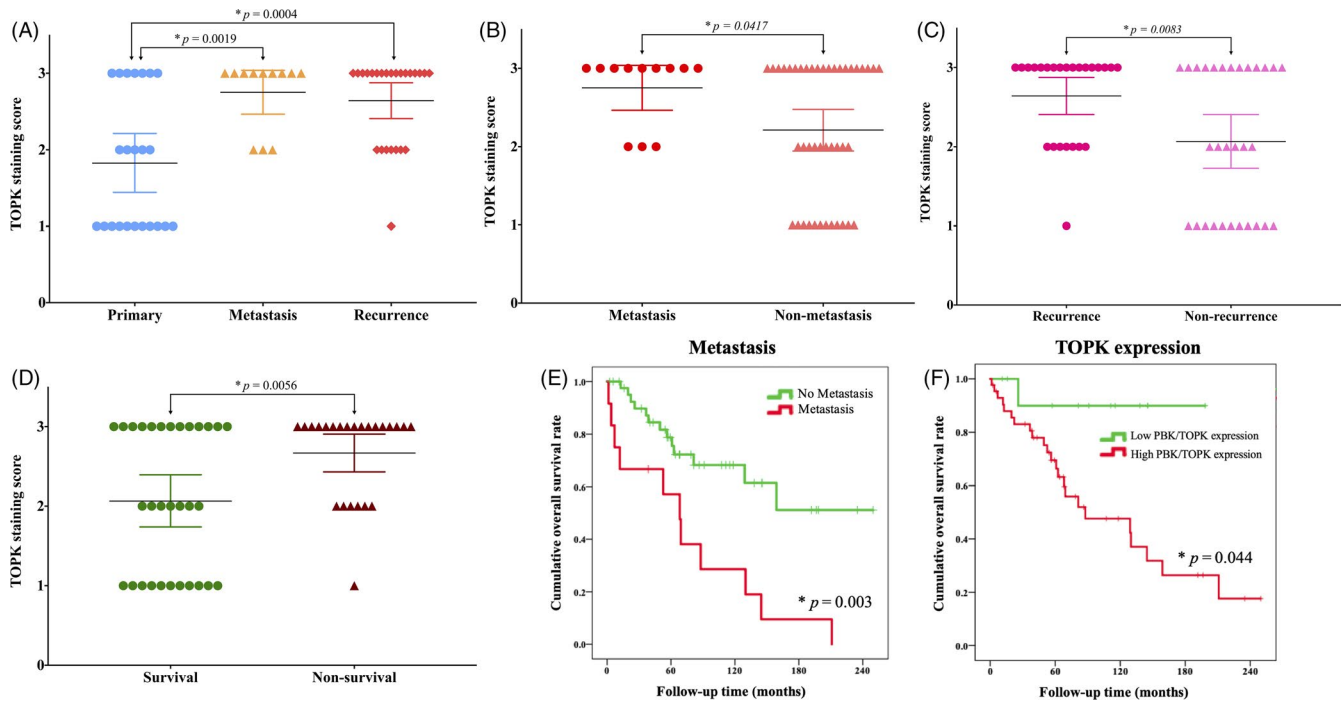 (A)
* p = 0.0004
* p = 0.0019
TOPK staining score
3
2
1
0
Primary Metastasis Recurrence
(B)
* p = 0.0417
TOPK staining score
3
2
1
0
Metastasis Non-metastasis
(C)
* p = 0.0083
TOPK staining score
3
2
1
0
Recurrence Non-recurrence
(D)
* p = 0.0056
TOPK staining score
3
2
1
0
Survival Non-survival
(E)
Metastasis
No Metastasis
Metastasis
Cumulative overall survival rate
1.0
0.8
0.6
0.4
0.2
0.0
* p = 0.003
0 60 120 180 240
Follow-up time (months)
(F)
TOPK expression
Low PBK/TOPK expression
High PBK/TOPK expression
Cumulative overall survival rate
1.0
0.8
0.6
0.4
0.2
0.0
* p = 0.044
0 60 120 180 240
Follow-up time (months)